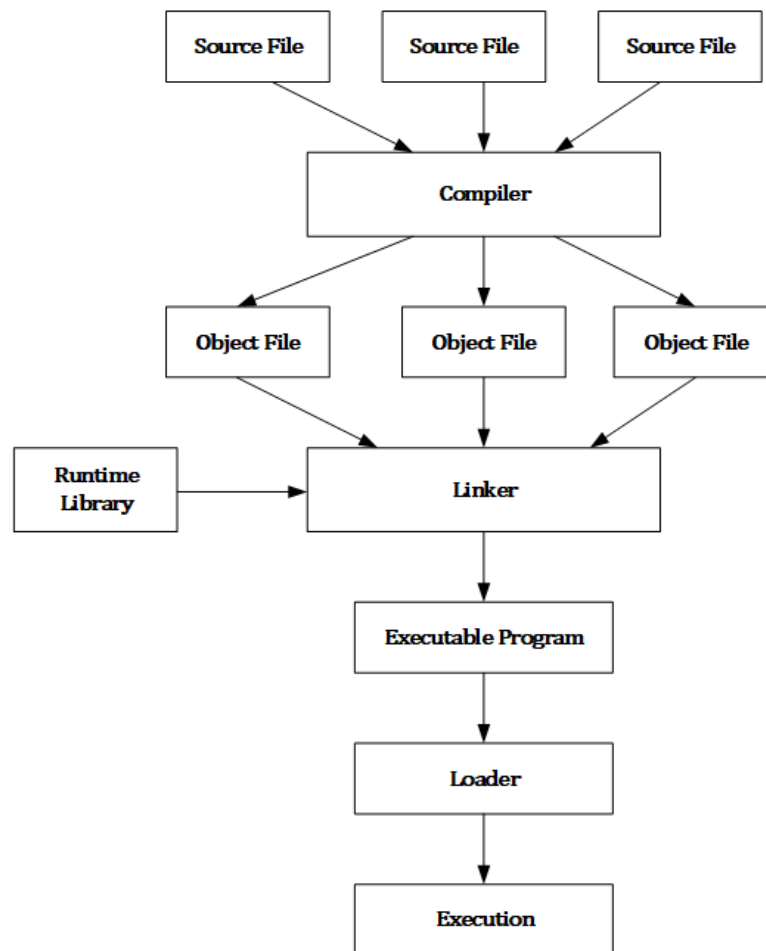 Source File
Source File
Source File
Compiler
Object File
Object File
Object File
Runtime
Library
Linker
Executable Program
Loader
Execution